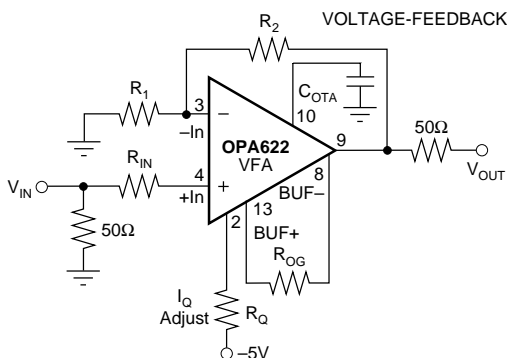 VOLTAGE-FEEDBACK
R2
COTA
R1
3
–
10
–In
OPA622
VFA
9
50Ω
RIN
8
VOUT
VIN
4
+
BUF–
+In
13
2
BUF+
50Ω
ROG
IQ
Adjust
RQ
–5V